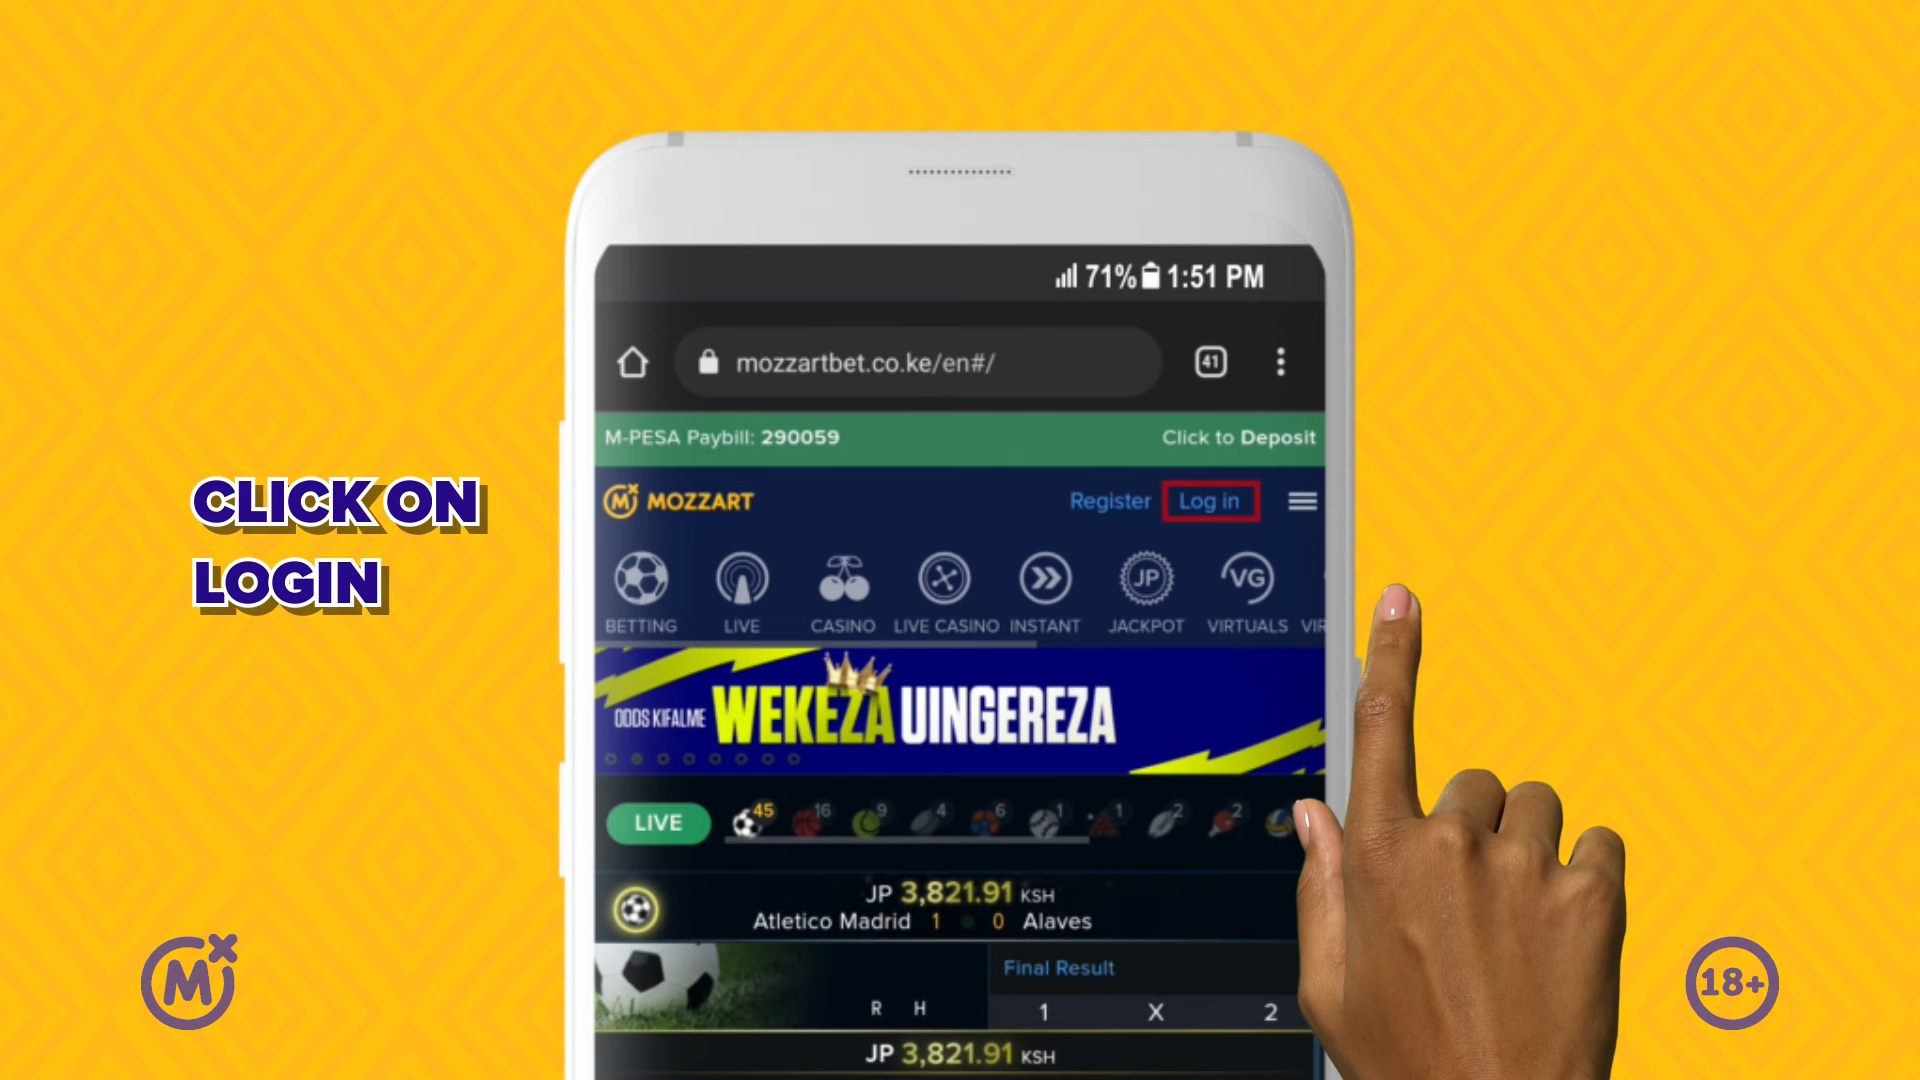 71% 1:51 PM
mozzartbet.co.ke/en#/
41
M-PESA Paybill: 290059
Click to Deposit
MOZZART
Register
Log in
CLICK ON
LOGIN
JP
VG
BETTING
LIVE
CASINO
LIVE CASINO
INSTANT
JACKPOT
VIRTUALS
VIR
ODDS KIFALME WEKEZA UINGEREZA
LIVE
45 16 9 4 6 1 1 2 2
JP 3,821.91 KSH
Atletico Madrid 1 0 Alaves
Final Result
R H
1 X 2
JP 3,821.91 KSH
M
18+